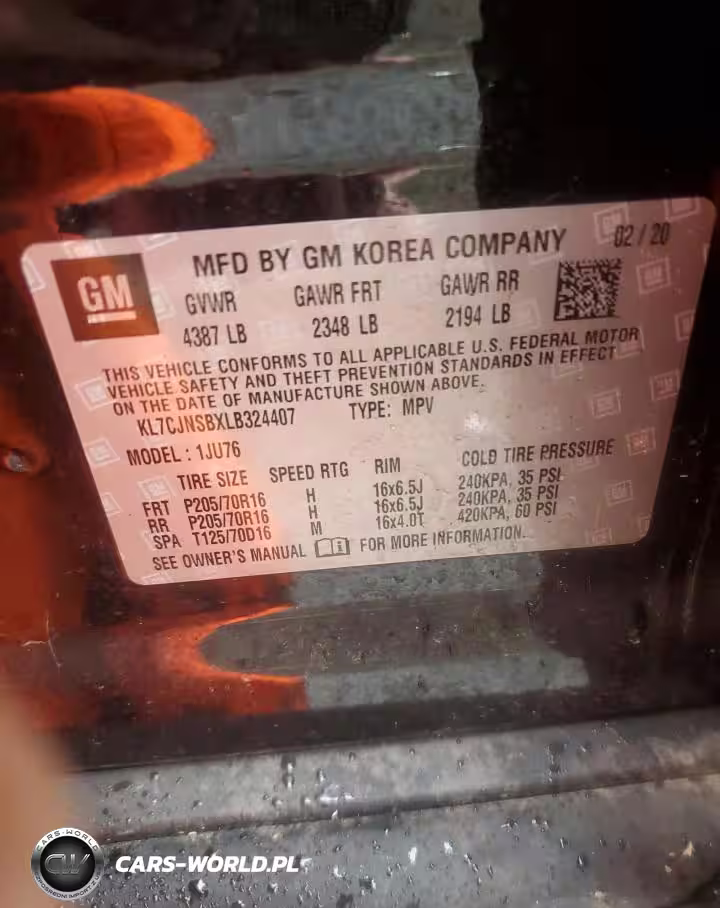 GM
MFD BY GM KOREA COMPANY 02/20
GVWR GAWR FRT GAWR RR
4387 LB 2348 LB 2194 LB
THIS VEHICLE CONFORMS TO ALL APPLICABLE U.S. FEDERAL MOTOR
VEHICLE SAFETY AND THEFT PREVENTION STANDARDS IN EFFECT
ON THE DATE OF MANUFACTURE SHOWN ABOVE.
KL7CJNSBXLB324407 TYPE: MPV
MODEL: 1JU76
TIRE SIZE SPEED RTG RIM COLD TIRE PRESSURE
FRT P205/70R16 H 16x6.5J 240KPA, 35 PSI
RR P205/70R16 H 16x6.5J 240KPA, 35 PSI
SPA T125/70D16 M 16x4.0T 420KPA, 60 PSI
SEE OWNER'S MANUAL FOR MORE INFORMATION.
CARS-WORLD
CW
CARS-WORLD.PL